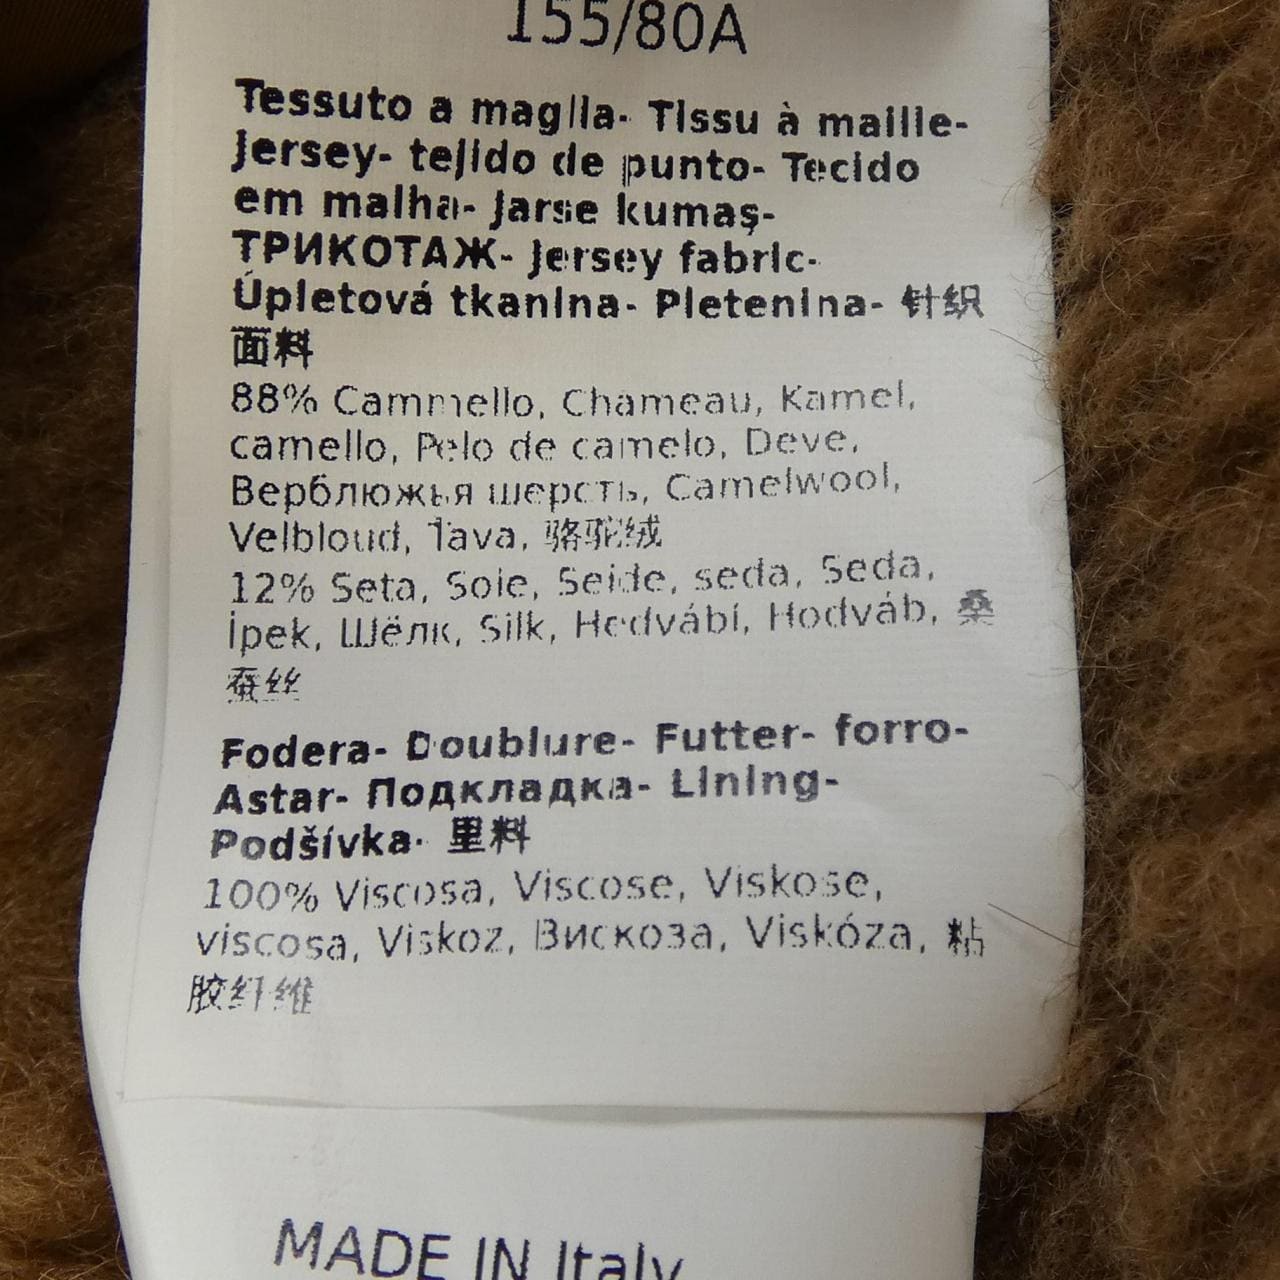 155/80A
Tessuto a maglia- Tissu à maille-
Jersey- tejido de punto- Tecido
em malha- Jarse kumaş-
ТРИКОТАЖ- Jersey fabric-
Úpletová tkanina- Pletenina- 针织
面料
88% Cammello, Chameau, Kamel,
camello, Pelo de camelo, Deve,
Верблюжья шерсть, Camelwool,
Velbloud, Ťava, 骆驼绒
12% Seta, Soie, Seide, seda, Seda,
İpek, Шёлк, Silk, Hedvábí, Hodváb, 桑
蚕丝
Fodera- Doublure- Futter- forro-
Astar- Подкладка- Lining-
Podšívka- 里料
100% Viscosa, Viscose, Viskose,
viscosa, Viskoz, Вискоза, Viskóza, 粘
胶纤维
MADE IN Italy